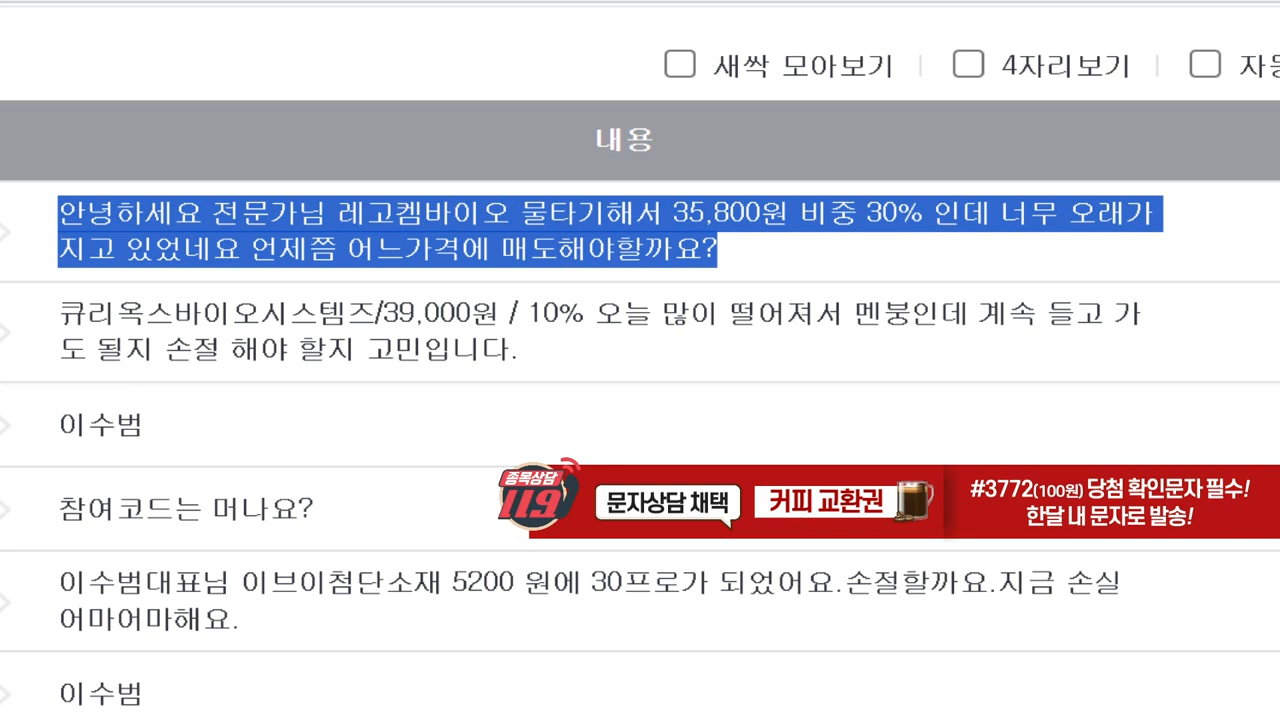 새싹 모아보기
4자리보기
자동
내용
안녕하세요 전문가님 레고켐바이오 물타기해서 35,800원 비중 30% 인데 너무 오래가
지고 있었네요 언제쯤 어느가격에 매도해야할까요?
큐리옥스바이오시스템즈/39,000원 / 10% 오늘 많이 떨어져서 멘붕인데 계속 들고 가
도 될지 손절 해야 할지 고민입니다.
이수범
참여코드는 머나요?
종목상담
119
문자상담 채택
커피 교환권
#3772(100원) 당첨 확인문자 필수!
한달 내 문자로 발송!
이수범대표님 이브이첨단소재 5200 원에 30프로가 되었어요.손절할까요.지금 손실
어마어마해요.
이수범